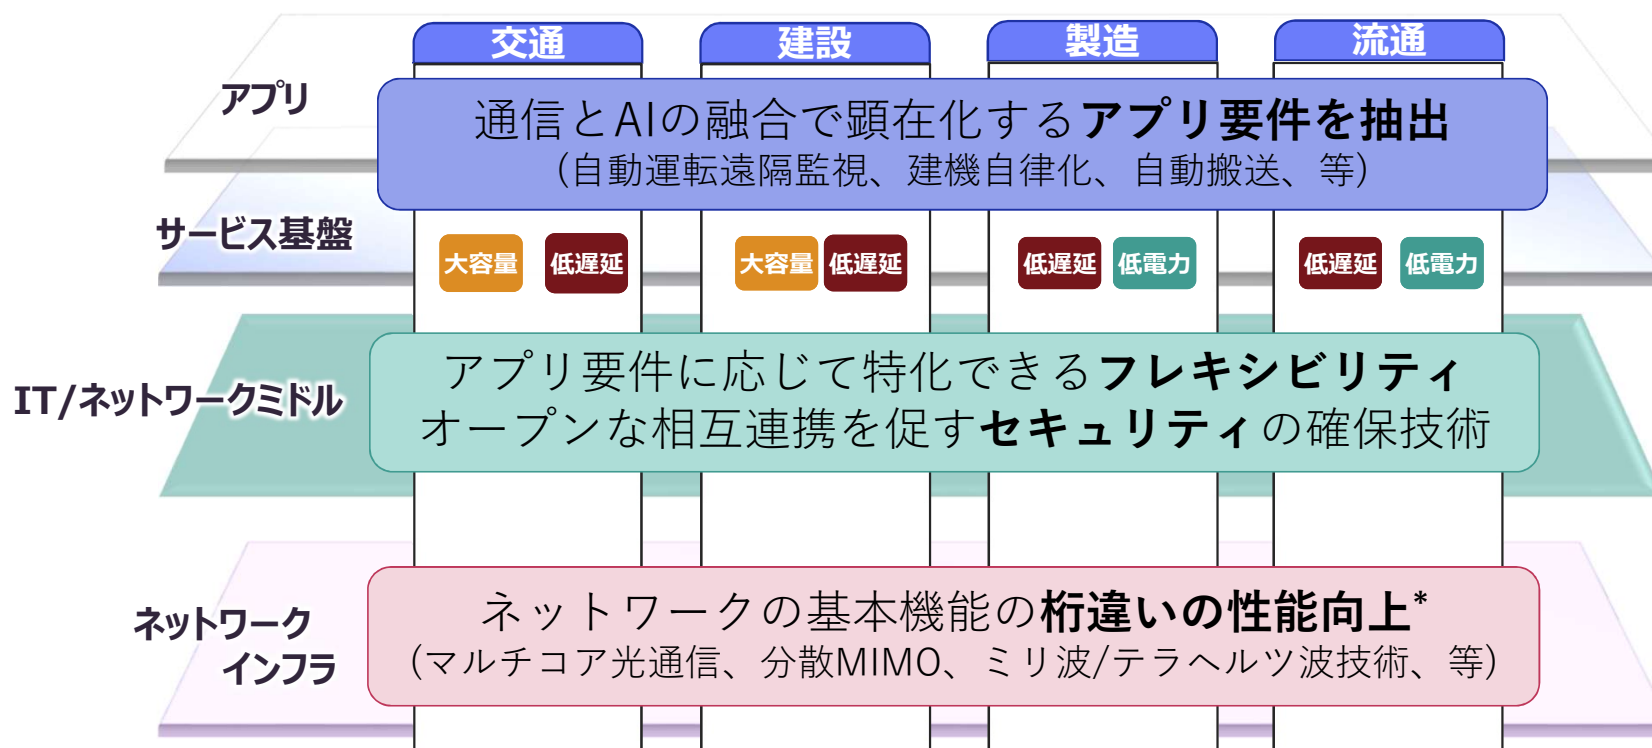 交通 建設 製造 流通
アプリ
通信とAIの融合で顕在化するアプリ要件を抽出
(自動運転遠隔監視、建機自律化、自動搬送、等)
サービス基盤
大容量 低遅延 大容量 低遅延 低遅延 低電力 低遅延 低電力
IT/ネットワークミドル
アプリ要件に応じて特化できるフレキシビリティ
オープンな相互連携を促すセキュリティの確保技術
ネットワーク
インフラ
ネットワークの基本機能の桁違いの性能向上*
(マルチコア光通信、分散MIMO、ミリ波/テラヘルツ波技術、等)